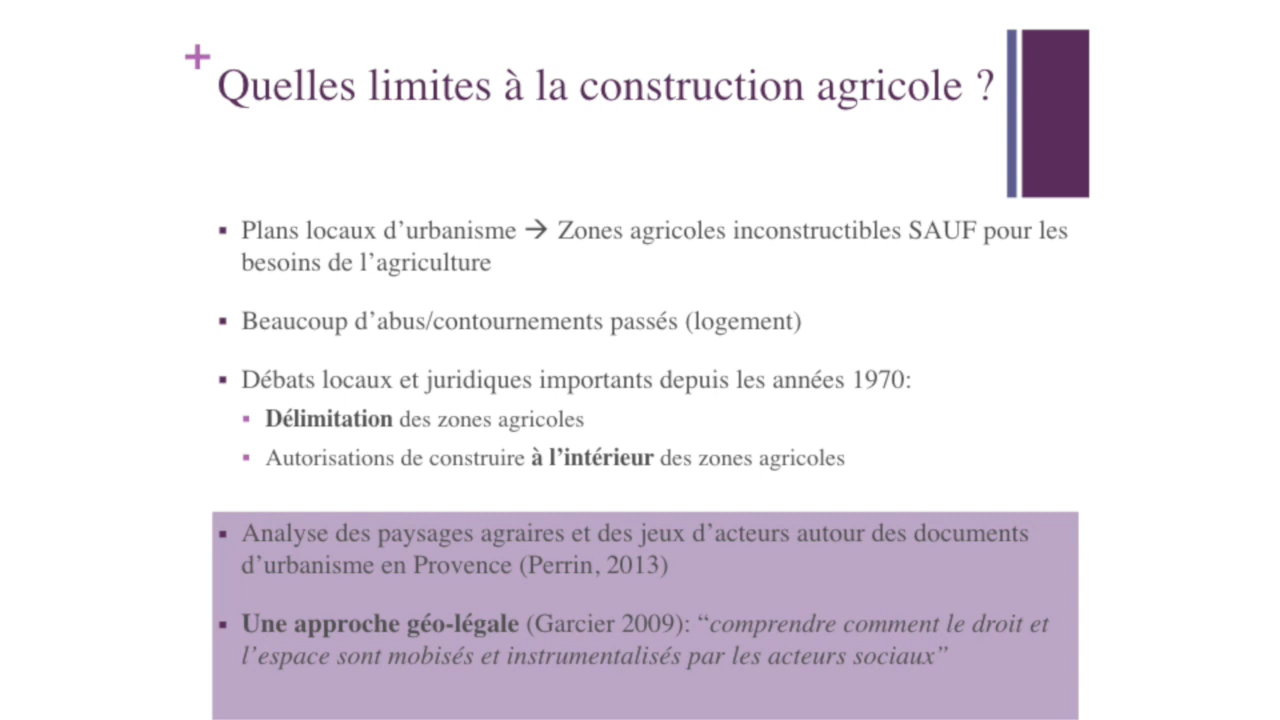 +
Quelles limites à la construction agricole ?
▪ Plans locaux d’urbanisme → Zones agricoles inconstructibles SAUF pour les
besoins de l’agriculture
▪ Beaucoup d’abus/contournements passés (logement)
▪ Débats locaux et juridiques importants depuis les années 1970:
▪ Délimitation des zones agricoles
▪ Autorisations de construire à l’intérieur des zones agricoles
▪ Analyse des paysages agraires et des jeux d’acteurs autour des documents
d’urbanisme en Provence (Perrin, 2013)
▪ Une approche géo-légale (Garcier 2009): “comprendre comment le droit et
l’espace sont mobisés et instrumentalisés par les acteurs sociaux”